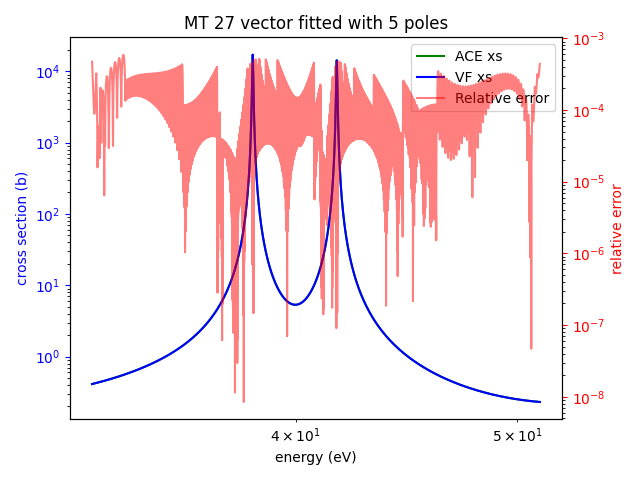 MT 27 vector fitted with 5 poles
ACE xs
VF xs
Relative error
10⁴
10³
10²
10¹
10⁰
cross section (b)
10⁻³
10⁻⁴
10⁻⁵
10⁻⁶
10⁻⁷
10⁻⁸
relative error
4 × 10¹
5 × 10¹
energy (eV)